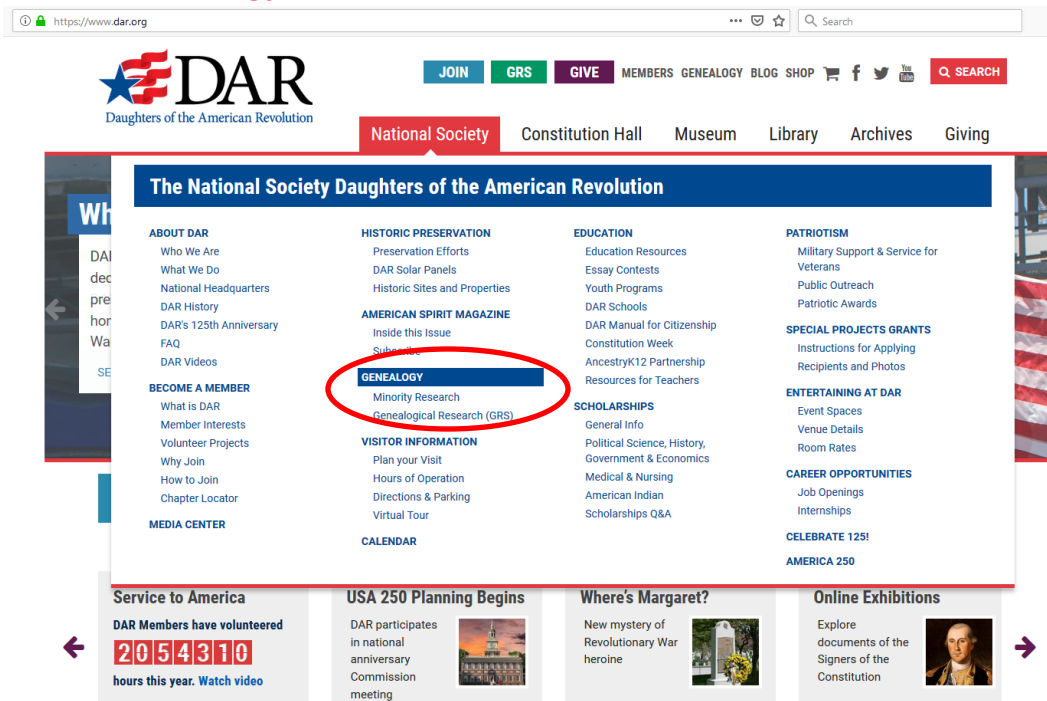 https://www.dar.org
Search
DAR
Daughters of the American Revolution
JOIN GRS GIVE MEMBERS GENEALOGY BLOG SHOP f You Tube SEARCH
National Society Constitution Hall Museum Library Archives Giving
The National Society Daughters of the American Revolution
Wh
DA
dec
pre
hor
Wa
SE
ABOUT DAR
Who We Are
What We Do
National Headquarters
DAR History
DAR's 125th Anniversary
FAQ
DAR Videos
BECOME A MEMBER
What is DAR
Member Interests
Volunteer Projects
Why Join
How to Join
Chapter Locator
MEDIA CENTER
HISTORIC PRESERVATION
Preservation Efforts
DAR Solar Panels
Historic Sites and Properties
AMERICAN SPIRIT MAGAZINE
Inside this Issue
Subscribe
GENEALOGY
Minority Research
Genealogical Research (GRS)
VISITOR INFORMATION
Plan your Visit
Hours of Operation
Directions & Parking
Virtual Tour
CALENDAR
EDUCATION
Education Resources
Essay Contests
Youth Programs
DAR Schools
DAR Manual for Citizenship
Constitution Week
AncestryK12 Partnership
Resources for Teachers
SCHOLARSHIPS
General Info
Political Science, History,
Government & Economics
Medical & Nursing
American Indian
Scholarships Q&A
PATRIOTISM
Military Support & Service for
Veterans
Public Outreach
Patriotic Awards
SPECIAL PROJECTS GRANTS
Instructions for Applying
Recipients and Photos
ENTERTAINING AT DAR
Event Spaces
Venue Details
Room Rates
CAREER OPPORTUNITIES
Job Openings
Internships
CELEBRATE 125!
AMERICA 250
Service to America
DAR Members have volunteered
2054310
hours this year. Watch video
USA 250 Planning Begins
DAR participates
in national
anniversary
Commission
meeting
Where's Margaret?
New mystery of
Revolutionary War
heroine
Online Exhibitions
Explore
documents of the
Signers of the
Constitution